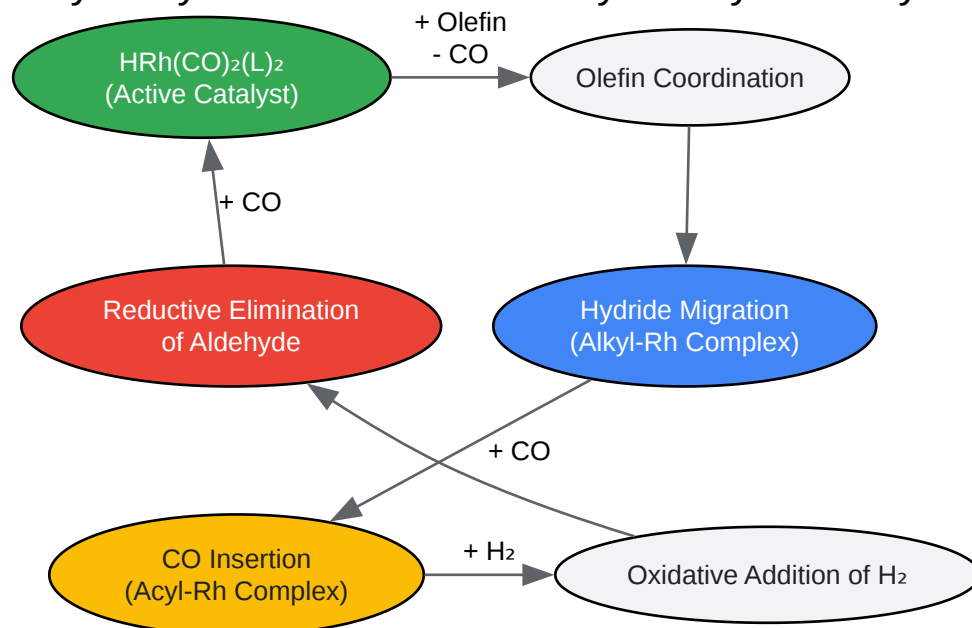 HRh(CO)₂(L)₂
(Active Catalyst)
+ Olefin
- CO
Olefin Coordination
+ CO
Reductive Elimination
of Aldehyde
Hydride Migration
(Alkyl-Rh Complex)
+ CO
CO Insertion
(Acyl-Rh Complex)
+ H₂
Oxidative Addition of H₂